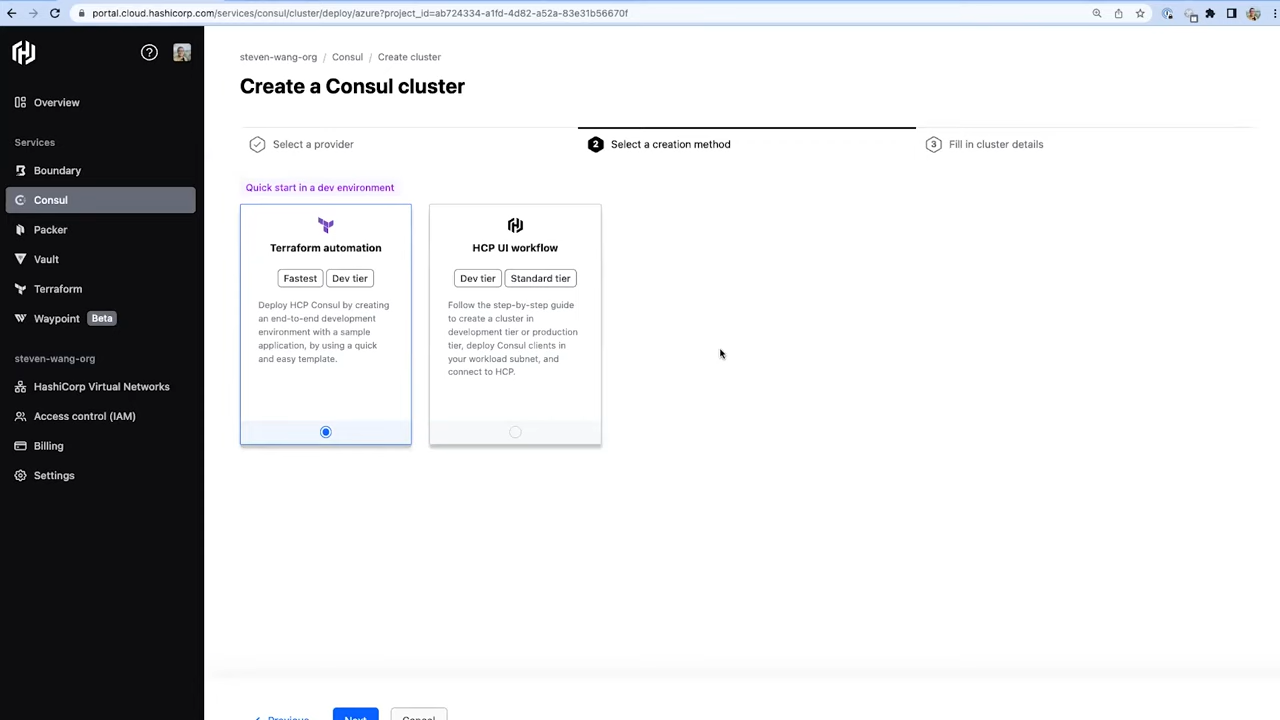 portal.cloud.hashicorp.com/services/consul/cluster/deploy/azure?project_id=ab724334-a1fd-4d82-a52a-83e31b56670f
steven-wang-org / Consul / Create cluster
Create a Consul cluster
Overview
Services
Boundary
Consul
Packer
Vault
Terraform
Waypoint Beta
steven-wang-org
HashiCorp Virtual Networks
Access control (IAM)
Billing
Settings
Select a provider
2 Select a creation method
3 Fill in cluster details
Quick start in a dev environment
Terraform automation
Fastest Dev tier
Deploy HCP Consul by creating
an end-to-end development
environment with a sample
application, by using a quick
and easy template.
HCP UI workflow
Dev tier Standard tier
Follow the step-by-step guide
to create a cluster in
development tier or production
tier, deploy Consul clients in
your workload subnet, and
connect to HCP.
Previous Next Cancel